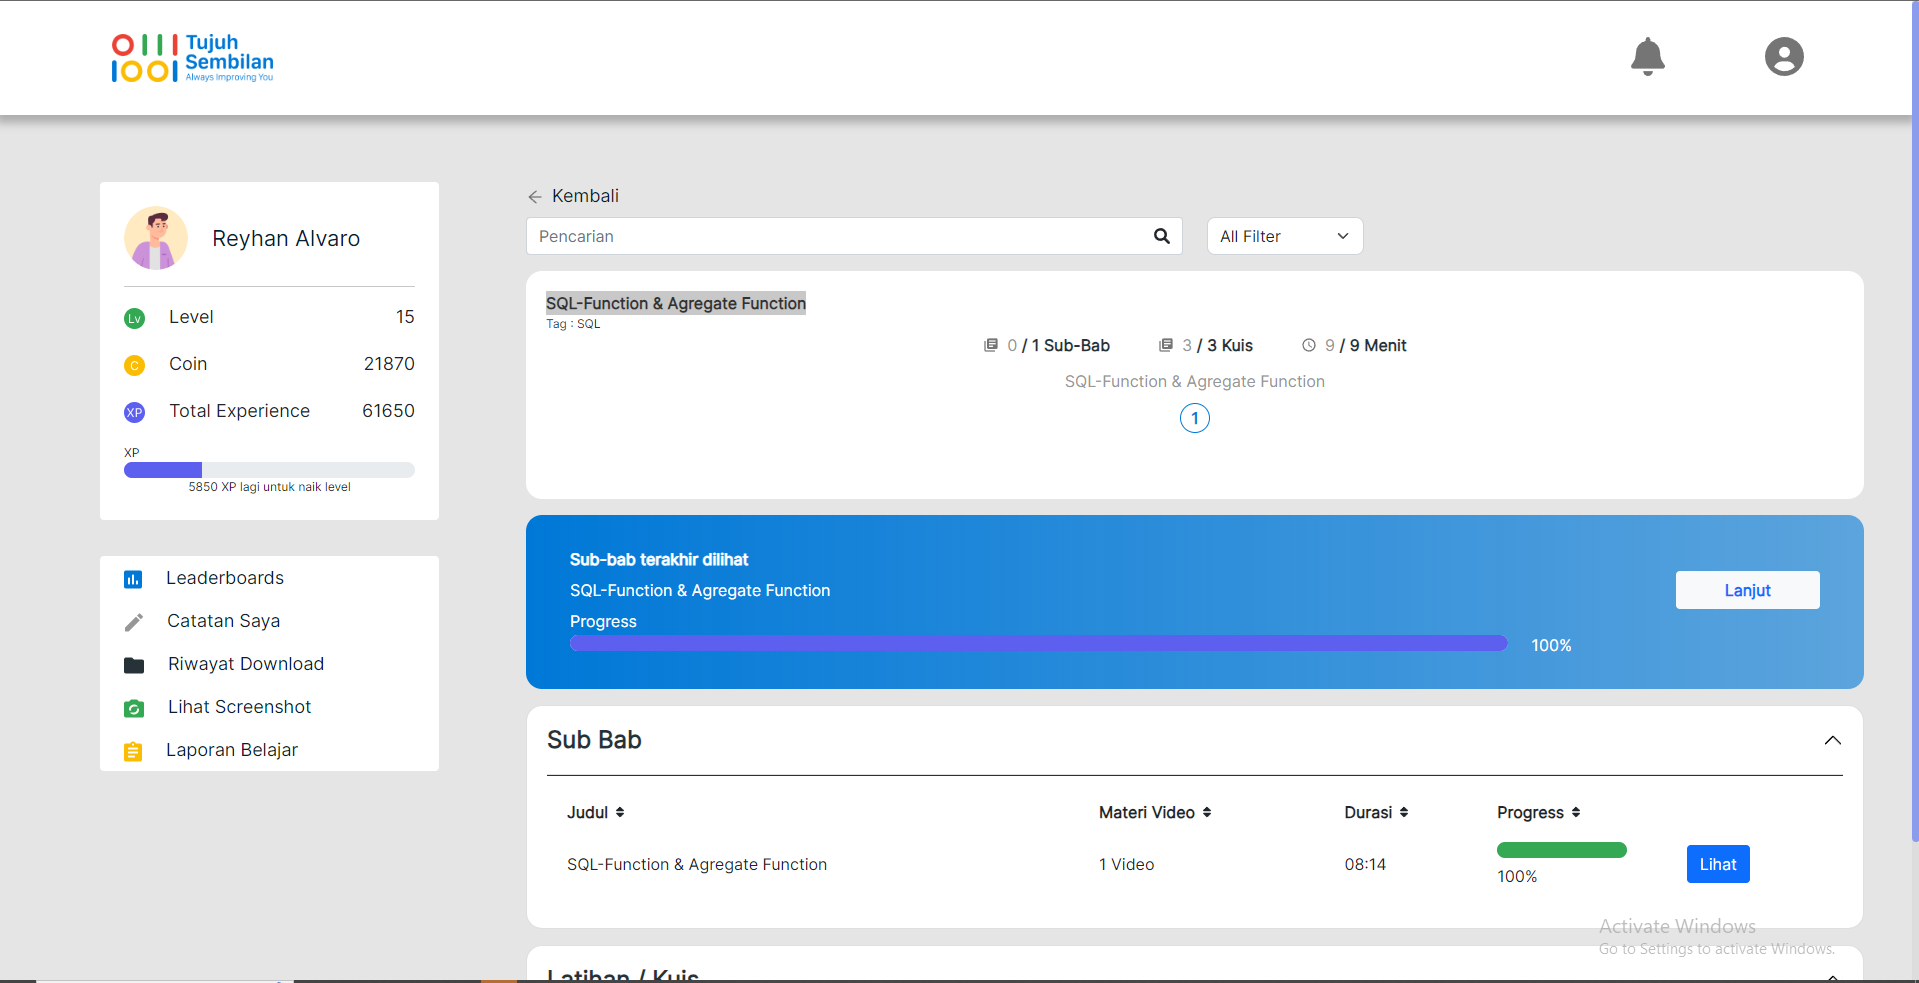 Tujuh
Sembilan
Always Improving You
Reyhan Alvaro
Lv Level 15
C Coin 21870
XP Total Experience 61650
XP
5850 XP lagi untuk naik level
Leaderboards
Catatan Saya
Riwayat Download
Lihat Screenshot
Laporan Belajar
Kembali
Pencarian
All Filter
SQL-Function & Agregate Function
Tag : SQL
0 / 1 Sub-Bab 3 / 3 Kuis 9 / 9 Menit
SQL-Function & Agregate Function
1
Sub-bab terakhir dilihat
SQL-Function & Agregate Function
Lanjut
Progress
100%
Sub Bab
Judul Materi Video Durasi Progress
SQL-Function & Agregate Function 1 Video 08:14 100% Lihat
Activate Windows
Go to Settings to activate Windows.
Latihan / Kuis